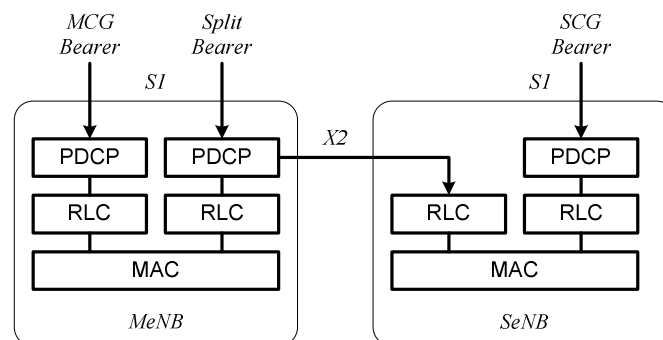 MCG
Bearer
Split
Bearer
SCG
Bearer
S1
S1
X2
PDCP
PDCP
PDCP
RLC
RLC
RLC
RLC
MAC
MAC
MeNB
SeNB